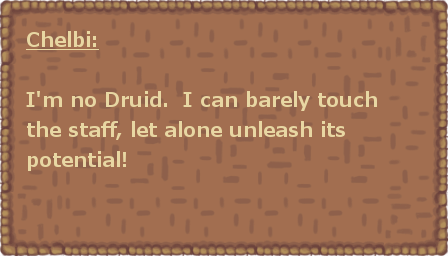 Chelbi:
I'm no Druid.  I can barely touch
the staff, let alone unleash its
potential!